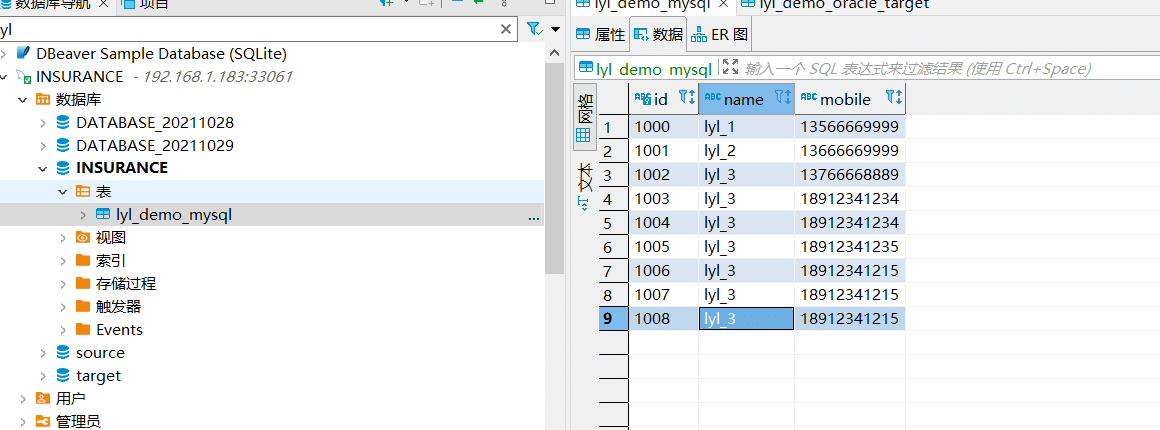 数据库导航
项目
yl
DBeaver Sample Database (SQLite)
INSURANCE - 192.168.1.183:33061
数据库
DATABASE_20211028
DATABASE_20211029
INSURANCE
表
lyl_demo_mysql
...
视图
索引
存储过程
触发器
Events
source
target
用户
管理员
lyl_demo_mysql
lyl_demo_oracle_target
属性
数据
ER 图
lyl_demo_mysql
输入一个 SQL 表达式来过滤结果 (使用 Ctrl+Space)
网格
文本
ABC id ABC name ABC mobile
1 1000 lyl_1 13566669999
2 1001 lyl_2 13666669999
3 1002 lyl_3 13766668889
4 1003 lyl_3 18912341234
5 1004 lyl_3 18912341234
6 1005 lyl_3 18912341235
7 1006 lyl_3 18912341215
8 1007 lyl_3 18912341215
9 1008 lyl_3 18912341215